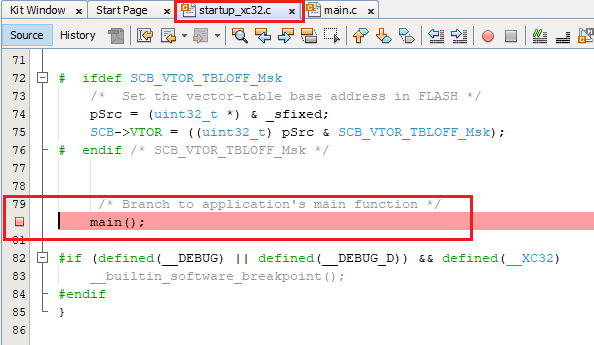 Kit Window Start Page startup_xc32.c main.c
Source History
71
72 # ifdef SCB_VTOR_TBLOFF_Msk
73 /* Set the vector-table base address in FLASH */
74 pSrc = (uint32_t *) & _sfixed;
75 SCB->VTOR = ((uint32_t) pSrc & SCB_VTOR_TBLOFF_Msk);
76 # endif /* SCB_VTOR_TBLOFF_Msk */
77
78
79 /* Branch to application's main function */
main();
81
82 #if (defined(__DEBUG) || defined(__DEBUG_D)) && defined(__XC32)
83 __builtin_software_breakpoint();
84 #endif
85 }
86